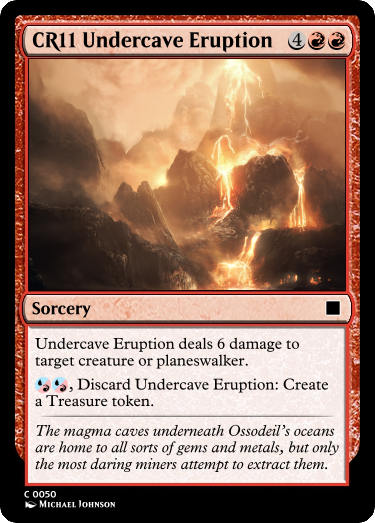 CR11 Undercave Eruption 4
Sorcery
Undercave Eruption deals 6 damage to
target creature or planeswalker.
, Discard Undercave Eruption: Create
a Treasure token.
The magma caves underneath Ossodeil's oceans
are home to all sorts of gems and metals, but only
the most daring miners attempt to extract them.
C 0050
Michael Johnson